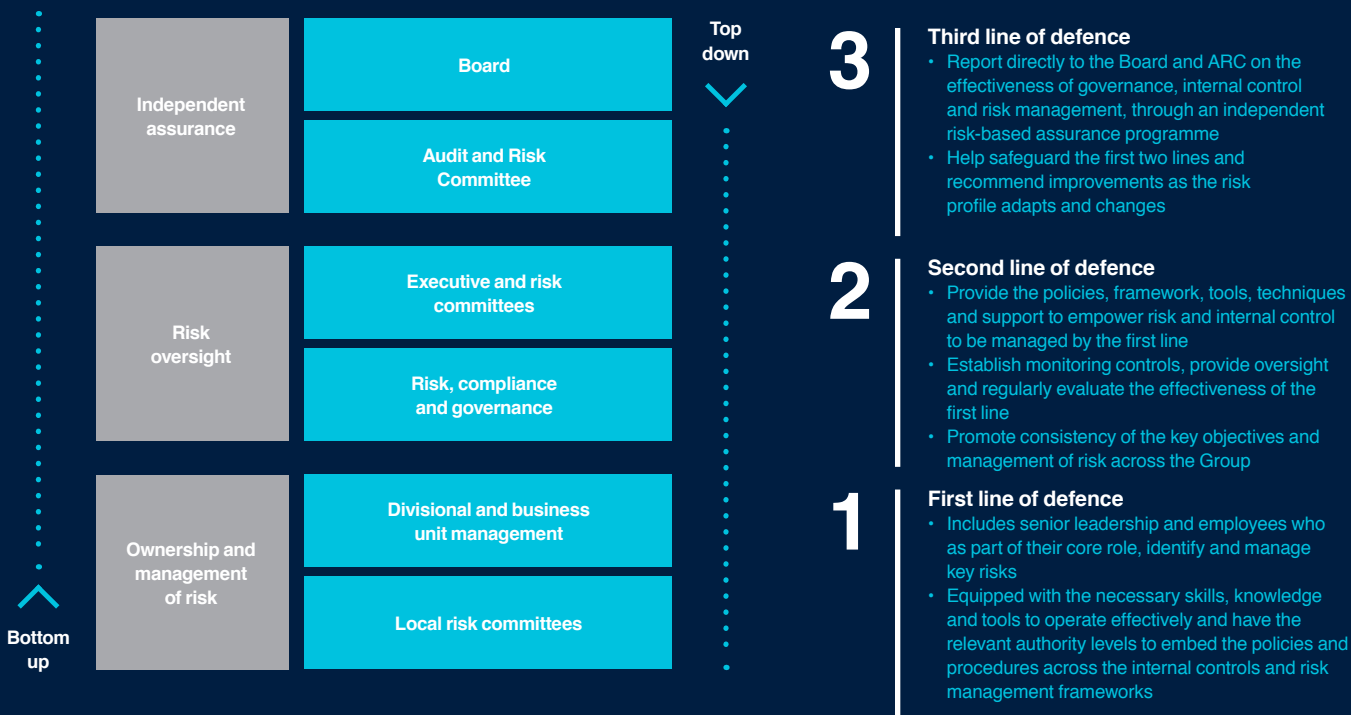 Independent
assurance
Board
Audit and Risk
Committee
Risk
oversight
Executive and risk
committees
Risk, compliance
and governance
Ownership and
management
of risk
Divisional and business
unit management
Local risk committees
Bottom
up
Top
down
3
Third line of defence
• Report directly to the Board and ARC on the
effectiveness of governance, internal control
and risk management, through an independent
risk-based assurance programme
• Help safeguard the first two lines and
recommend improvements as the risk
profile adapts and changes
2
Second line of defence
• Provide the policies, framework, tools, techniques
and support to empower risk and internal control
to be managed by the first line
• Establish monitoring controls, provide oversight
and regularly evaluate the effectiveness of the
first line
• Promote consistency of the key objectives and
management of risk across the Group
1
First line of defence
• Includes senior leadership and employees who
as part of their core role, identify and manage
key risks
• Equipped with the necessary skills, knowledge
and tools to operate effectively and have the
relevant authority levels to embed the policies and
procedures across the internal controls and risk
management frameworks